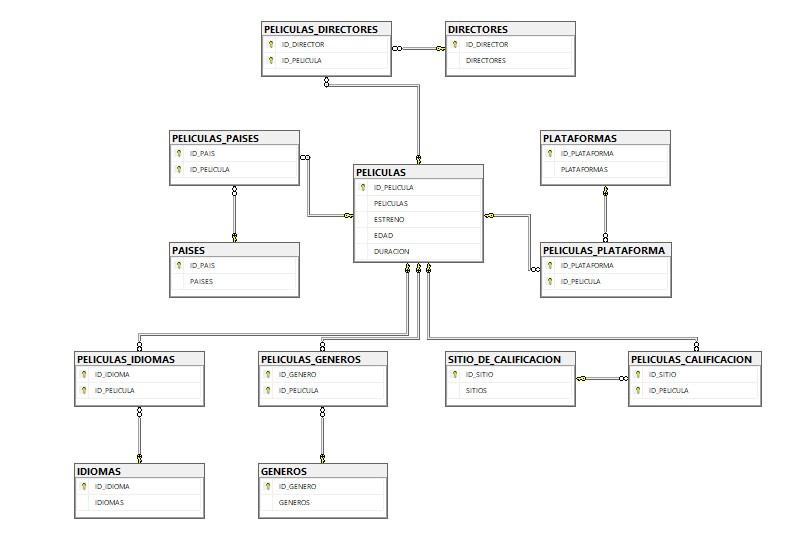 PELICULAS_DIRECTORES
ID_DIRECTOR
ID_PELICULA
DIRECTORES
ID_DIRECTOR
DIRECTORES
PELICULAS_PAISES
ID_PAIS
ID_PELICULA
PLATAFORMAS
ID_PLATAFORMA
PLATAFORMAS
PELICULAS
ID_PELICULA
PELICULAS
ESTRENO
EDAD
DURACION
PAISES
ID_PAIS
PAISES
PELICULAS_PLATAFORMA
ID_PLATAFORMA
ID_PELICULA
PELICULAS_IDIOMAS
ID_IDIOMA
ID_PELICULA
PELICULAS_GENEROS
ID_GENERO
ID_PELICULA
SITIO_DE_CALIFICACION
ID_SITIO
SITIOS
PELICULAS_CALIFICACION
ID_SITIO
ID_PELICULA
IDIOMAS
ID_IDIOMA
IDIOMAS
GENEROS
ID_GENERO
GENEROS